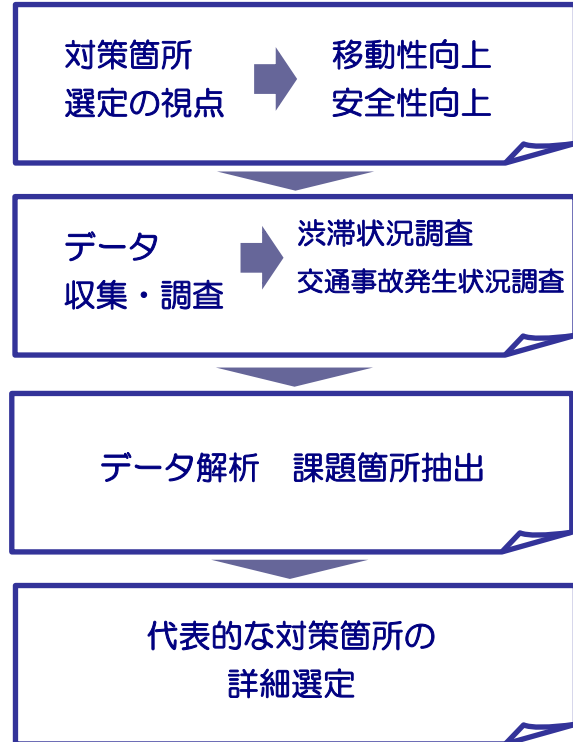 対策箇所
選定の視点
移動性向上
安全性向上
データ
収集・調査
渋滞状況調査
交通事故発生状況調査
データ解析　課題箇所抽出
代表的な対策箇所の
詳細選定